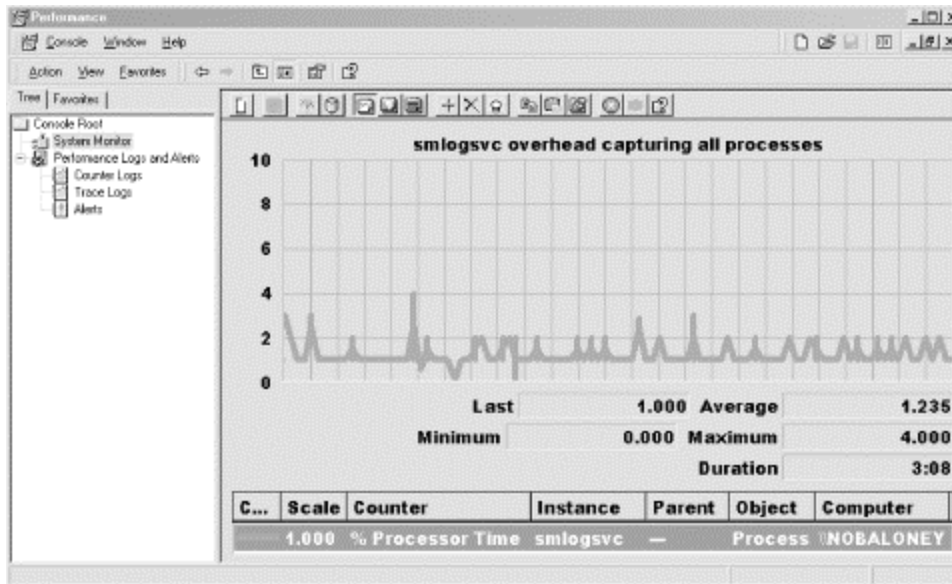 Performance
Console Window Help
Action View Favorites
Tree Favorites
Console Root
System Monitor
Performance Logs and Alerts
Counter Logs
Trace Logs
Alerts
smlogsvc overhead capturing all processes
10
8
6
4
2
0
Last 1.000 Average 1.235
Minimum 0.000 Maximum 4.000
Duration 3:08
C... Scale Counter Instance Parent Object Computer
1.000 % Processor Time smlogsvc — Process \\NOBALONEY